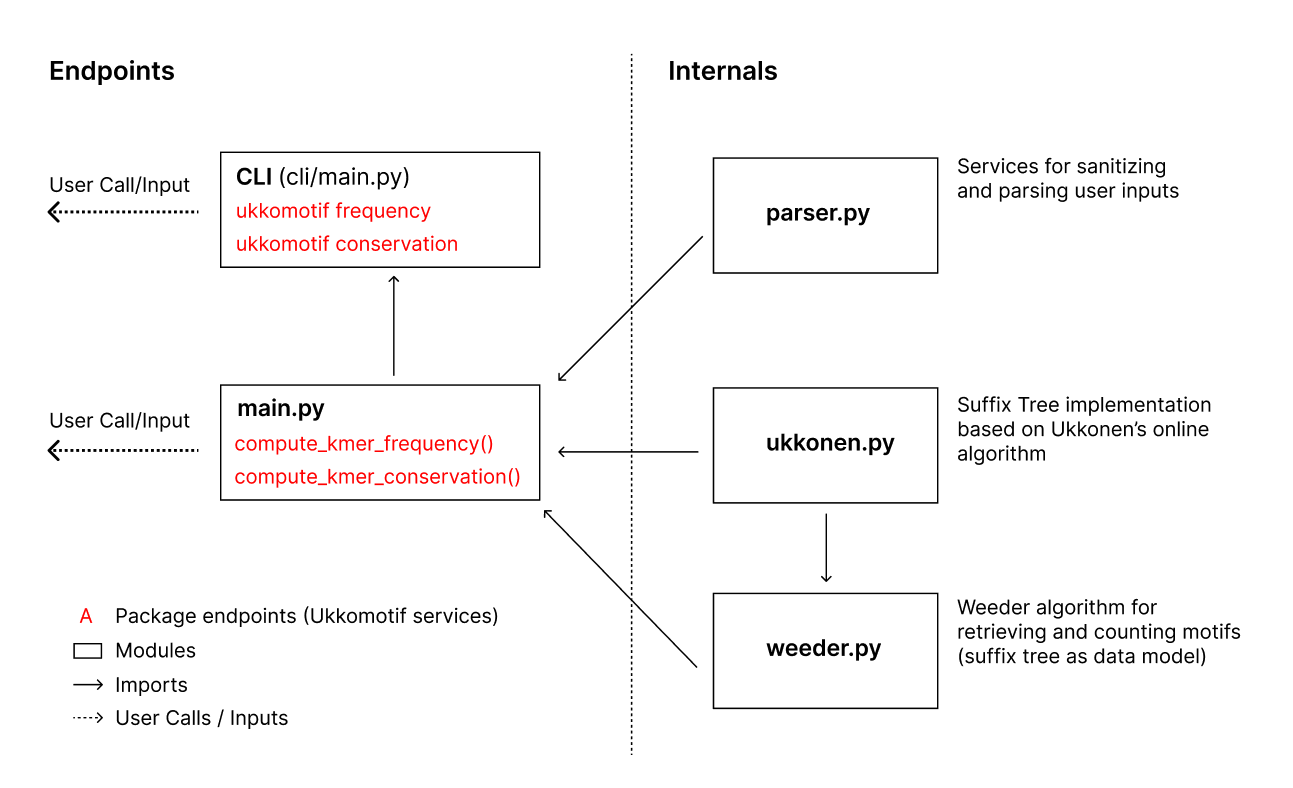 Endpoints
Internals
User Call/Input
CLI (cli/main.py)
ukkomotif frequency
ukkomotif conservation
parser.py
Services for sanitizing
and parsing user inputs
User Call/Input
main.py
compute_kmer_frequency()
compute_kmer_conservation()
ukkonen.py
Suffix Tree implementation
based on Ukkonen’s online
algorithm
weeder.py
Weeder algorithm for
retrieving and counting motifs
(suffix tree as data model)
A Package endpoints (Ukkomotif services)
Modules
Imports
User Calls / Inputs